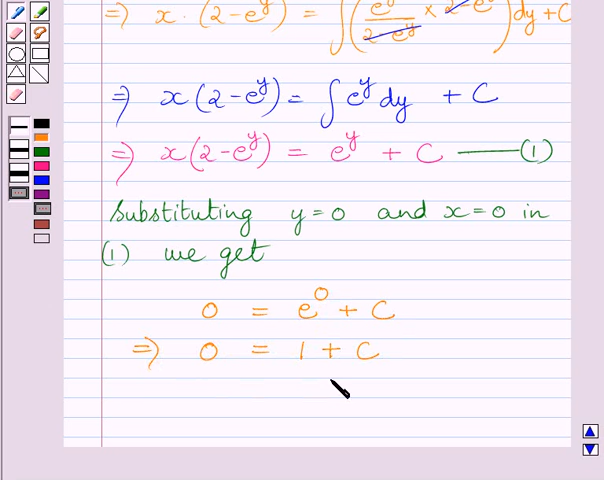 ⇒ x · (2 - e^y) = ∫(e^y/(2-e^y) × 2-e^y) dy + C
⇒ x(2-e^y) = ∫ e^y dy + C
⇒ x(2-e^y) = e^y + C ——(1)
Substituting y=0 and x=0 in
(1) we get
0 = e^0 + C
⇒ 0 = 1 + C